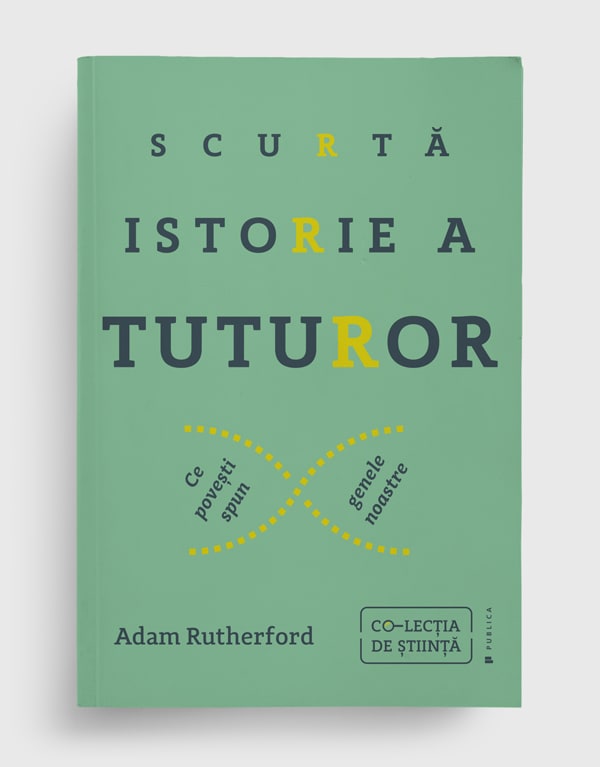 SCURTĂ
ISTORIE A
TUTUROR
Ce
povești
spun
genele
noastre
Adam Rutherford
CO-LECȚIA
DE ȘTIINȚĂ
PUBLICA